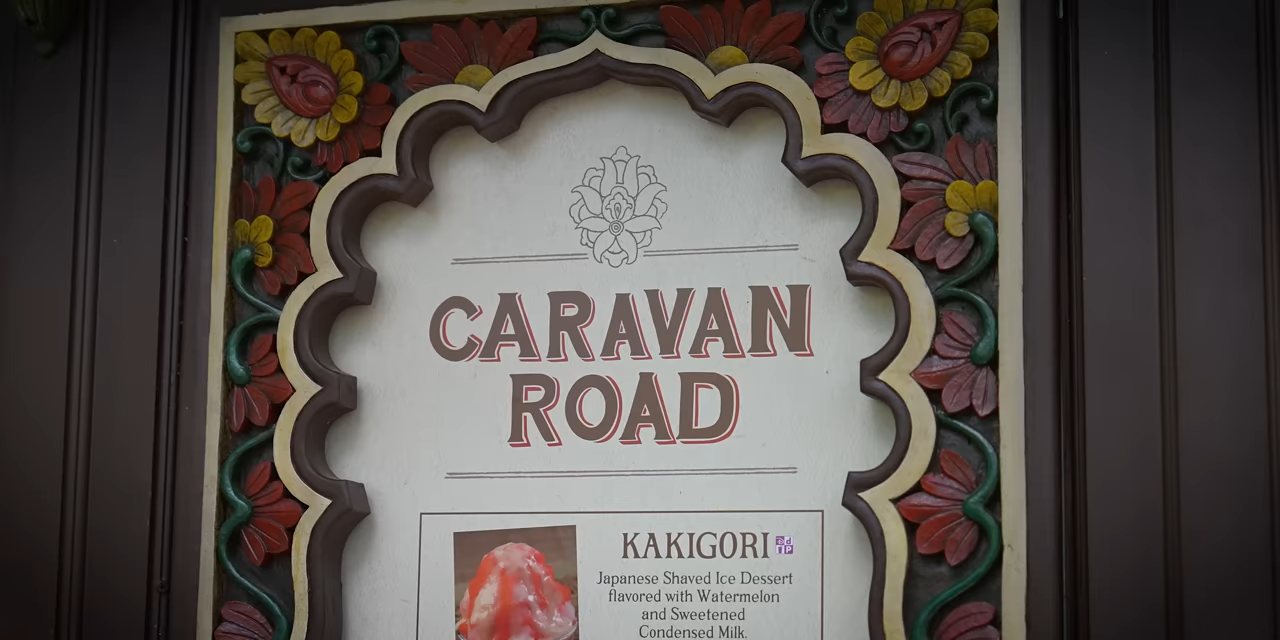 CARAVAN
ROAD
KAKIGORI
Japanese Shaved Ice Dessert
flavored with Watermelon
and Sweetened
Condensed Milk.